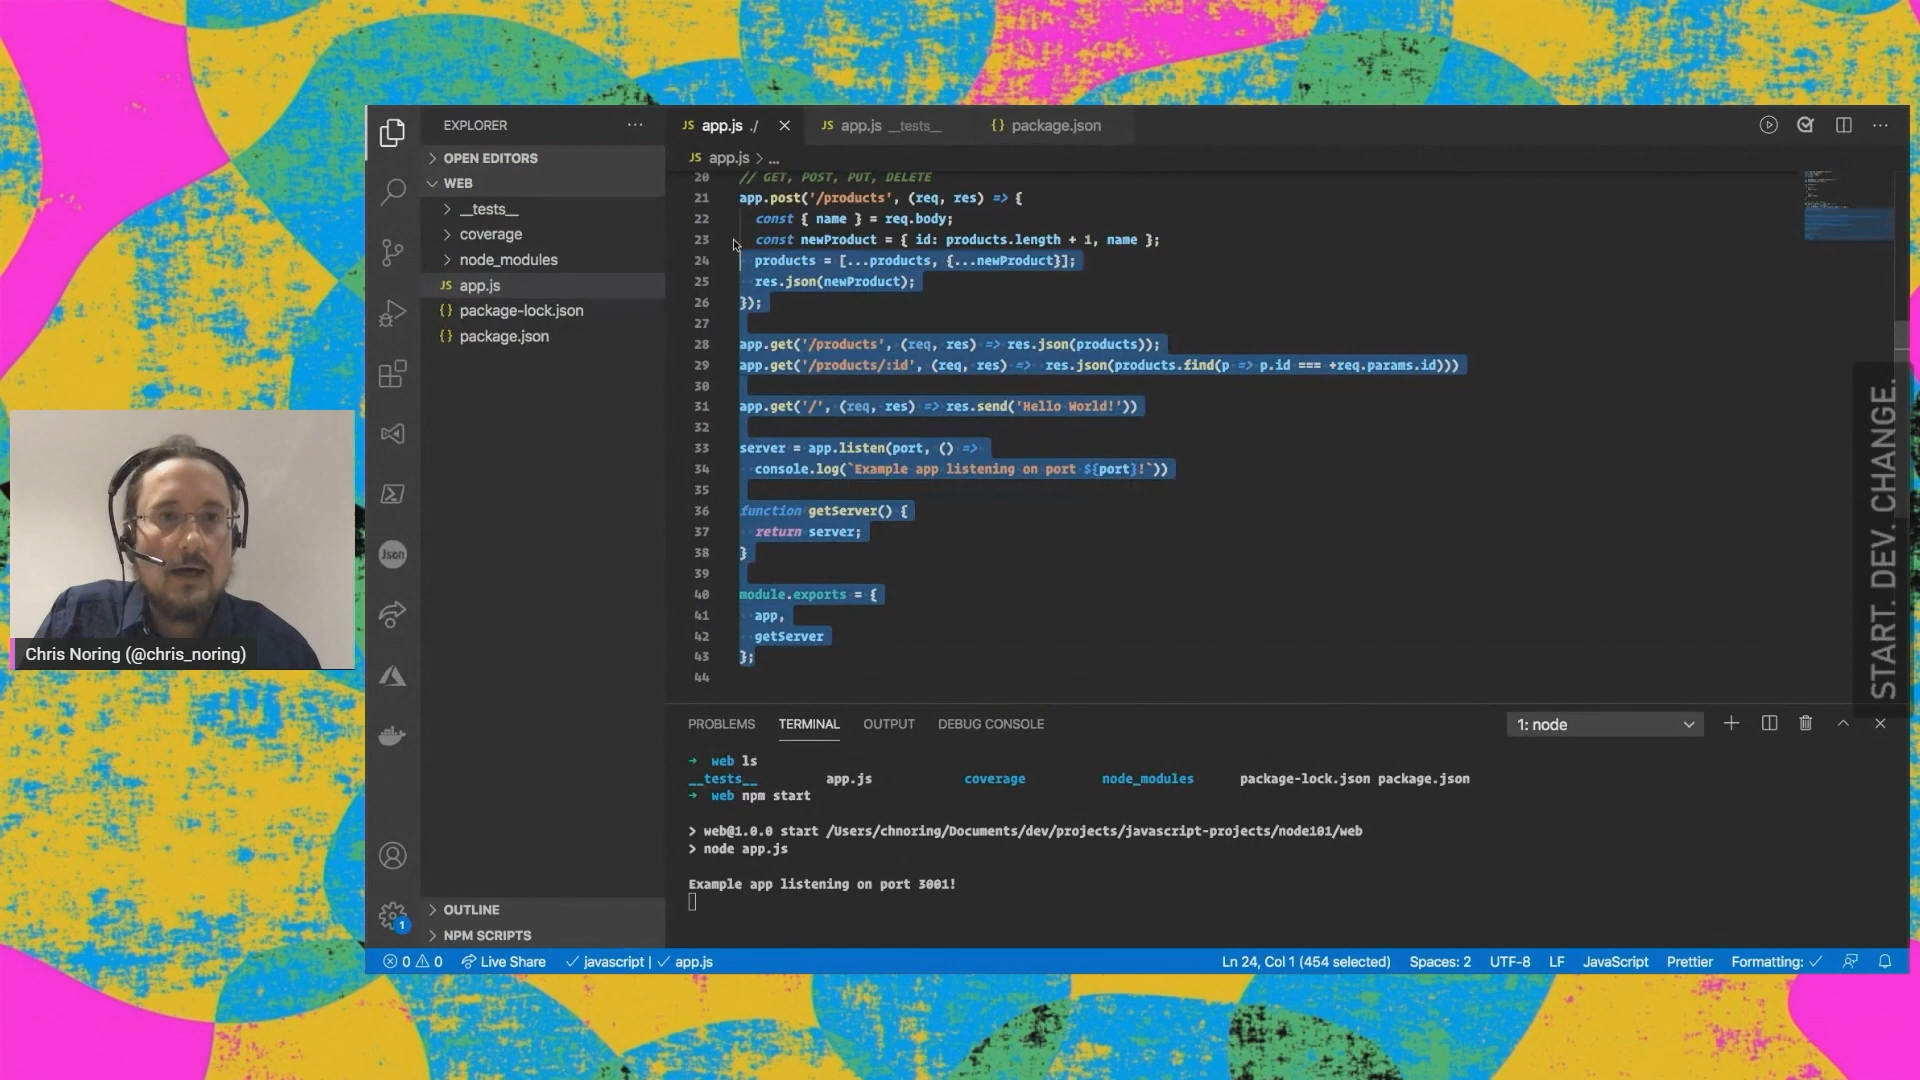 EXPLORER
OPEN EDITORS
WEB
__tests__
coverage
node_modules
JS app.js
{} package-lock.json
{} package.json
OUTLINE
NPM SCRIPTS
Json
1
JS app.js ./
JS app.js __tests__
{} package.json
JS app.js > ...
20 // GET, POST, PUT, DELETE
21 app.post('/products', (req, res) => {
22 const { name } = req.body;
23 const newProduct = { id: products.length + 1, name };
24 products = [...products, {...newProduct}];
25 res.json(newProduct);
26 });
27
28 app.get('/products', (req, res) => res.json(products));
29 app.get('/products/:id', (req, res) => res.json(products.find(p => p.id === +req.params.id)))
30
31 app.get('/', (req, res) => res.send('Hello World!'))
32
33 server = app.listen(port, () =>
34 console.log(`Example app listening on port ${port}!`))
35
36 function getServer() {
37 return server;
38 }
39
40 module.exports = {
41 app,
42 getServer
43 };
44
PROBLEMS TERMINAL OUTPUT DEBUG CONSOLE
1: node
→ web ls
__tests__ app.js coverage node_modules package-lock.json package.json
→ web npm start
> web@1.0.0 start /Users/chnoring/Documents/dev/projects/javascript-projects/node101/web
> node app.js
Example app listening on port 3001!
0 0 Live Share ✓ javascript | ✓ app.js
Ln 24, Col 1 (454 selected) Spaces: 2 UTF-8 LF JavaScript Prettier Formatting: ✓
Chris Noring (@chris_noring)
START. DEV. CHANGE.